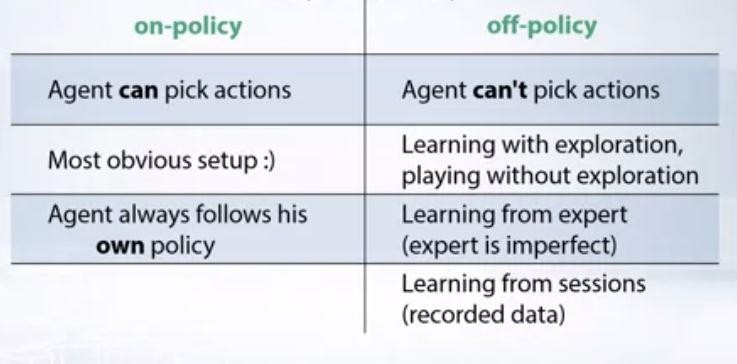 on-policy
off-policy
Agent can pick actions
Agent can't pick actions
Most obvious setup :)
Learning with exploration,
playing without exploration
Agent always follows his
own policy
Learning from expert
(expert is imperfect)
Learning from sessions
(recorded data)